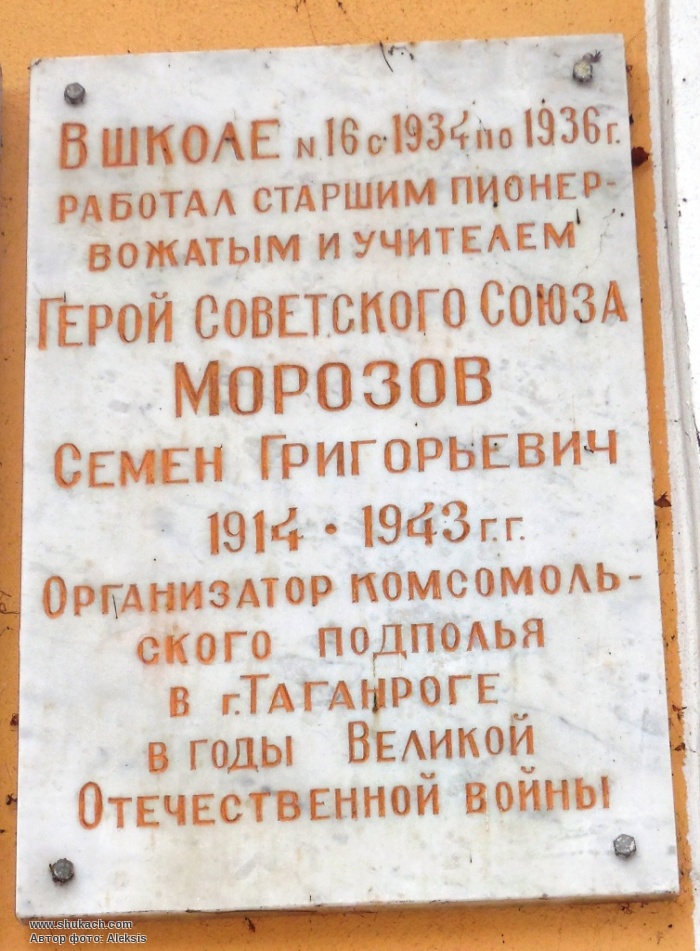 В ШКОЛЕ N 16 с 1934 по 1936 г.
РАБОТАЛ СТАРШИМ ПИОНЕР-
ВОЖАТЫМ И УЧИТЕЛЕМ
ГЕРОЙ СОВЕТСКОГО СОЮЗА
МОРОЗОВ
СЕМЕН ГРИГОРЬЕВИЧ
1914 • 1943 г.г.
ОРГАНИЗАТОР КОМСОМОЛЬ-
СКОГО ПОДПОЛЬЯ
В г. ТАГАНРОГЕ
В ГОДЫ ВЕЛИКОЙ
ОТЕЧЕСТВЕННОЙ ВОЙНЫ
www.shukach.com
Автор фото: Aleksis